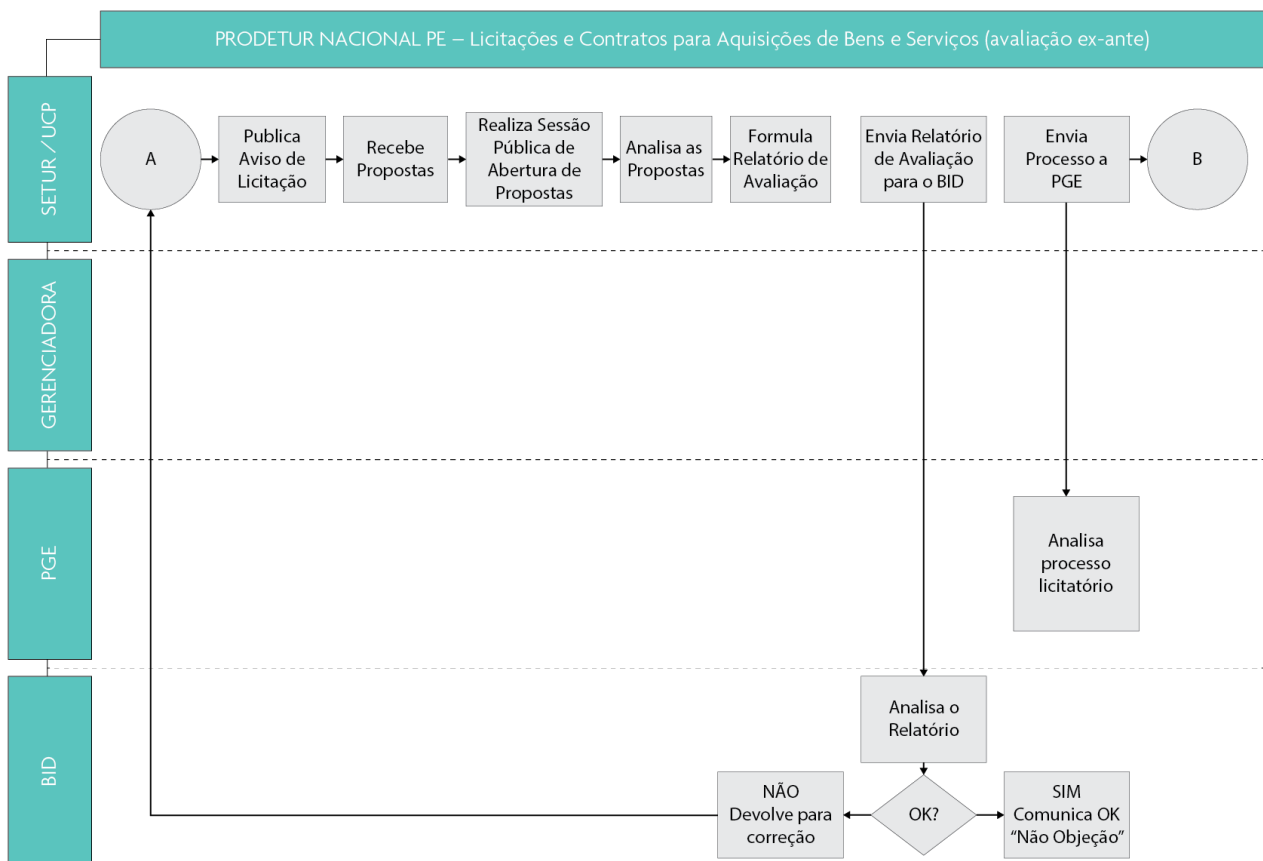 PRODETUR NACIONAL PE – Licitações e Contratos para Aquisições de Bens e Serviços (avaliação ex-ante)
SETUR / UCP
A
Publica
Aviso de
Licitação
Recebe
Propostas
Realiza Sessão
Pública de
Abertura de
Propostas
Analisa as
Propostas
Formula
Relatório de
Avaliação
Envia Relatório
de Avaliação
para o BID
Envia
Processo a
PGE
B
GERENCIADORA
PGE
Analisa
processo
licitatório
BID
Analisa o
Relatório
NÃO
Devolve para
correção
OK?
SIM
Comunica OK
“Não Objeção”